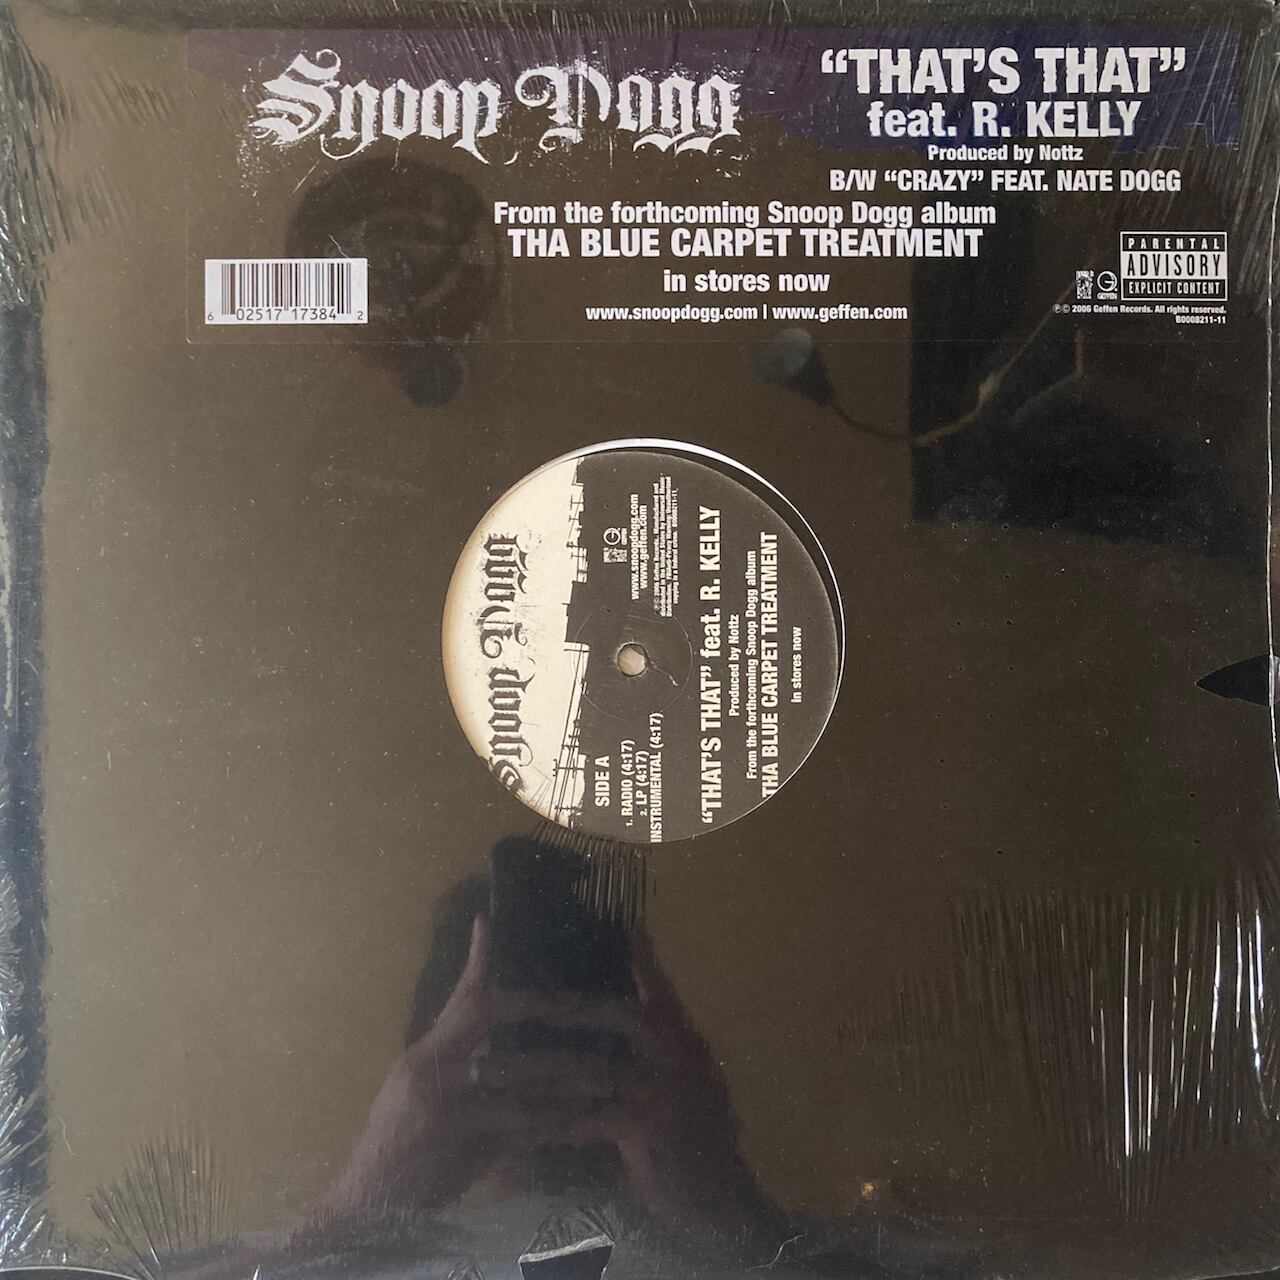 Snoop Dogg
“THAT’S THAT”
feat. R. KELLY
Produced by Nottz
B/W “CRAZY” FEAT. NATE DOGG
From the forthcoming Snoop Dogg album
THA BLUE CARPET TREATMENT
in stores now
www.snoopdogg.com | www.geffen.com
6 02517 17384 2
PARENTAL
ADVISORY
EXPLICIT CONTENT
GEFFEN
℗© 2006 Geffen Records. All rights reserved.
B0008211-11
Snoop Dogg
SIDE A
1. RADIO (4:17)
2. LP (4:17)
INSTRUMENTAL (4:17)
www.snoopdogg.com
www.geffen.com
“THAT’S THAT” feat. R. KELLY
Produced by Nottz
From the forthcoming Snoop Dogg album
THA BLUE CARPET TREATMENT
in stores now